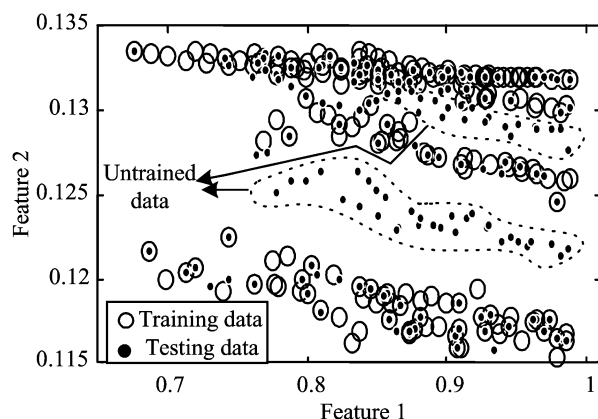 0.135
0.13
0.125
0.12
0.115
Feature 2
Untrained
data
Training data
Testing data
0.7
0.8
0.9
1
Feature 1